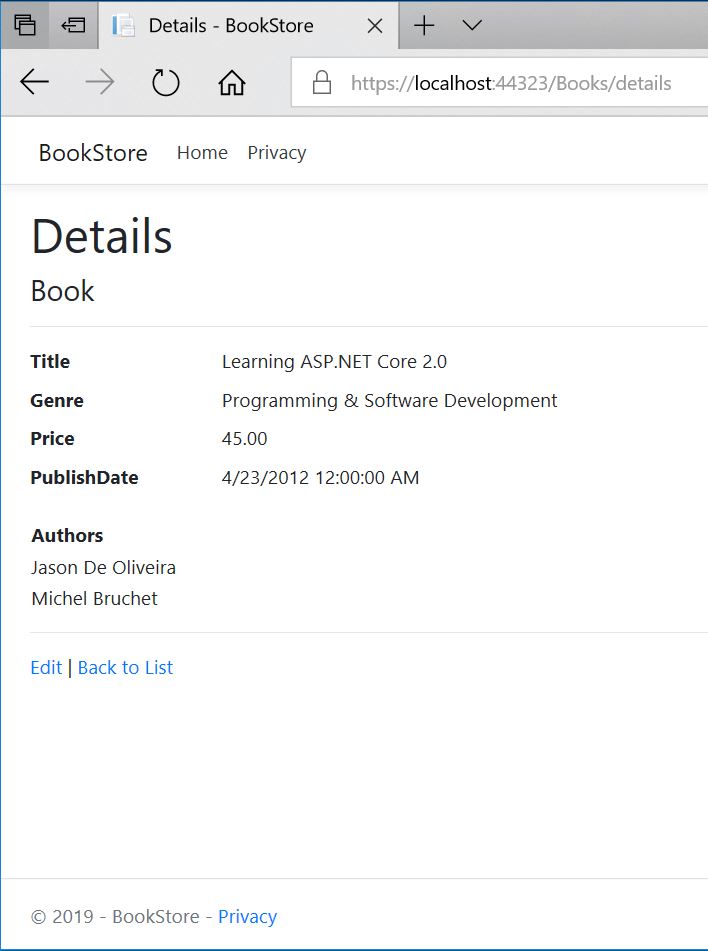 Details - BookStore
https://localhost:44323/Books/details
BookStore Home Privacy
Details
Book
Title Learning ASP.NET Core 2.0
Genre Programming & Software Development
Price 45.00
PublishDate 4/23/2012 12:00:00 AM
Authors
Jason De Oliveira
Michel Bruchet
Edit | Back to List
© 2019 - BookStore - Privacy